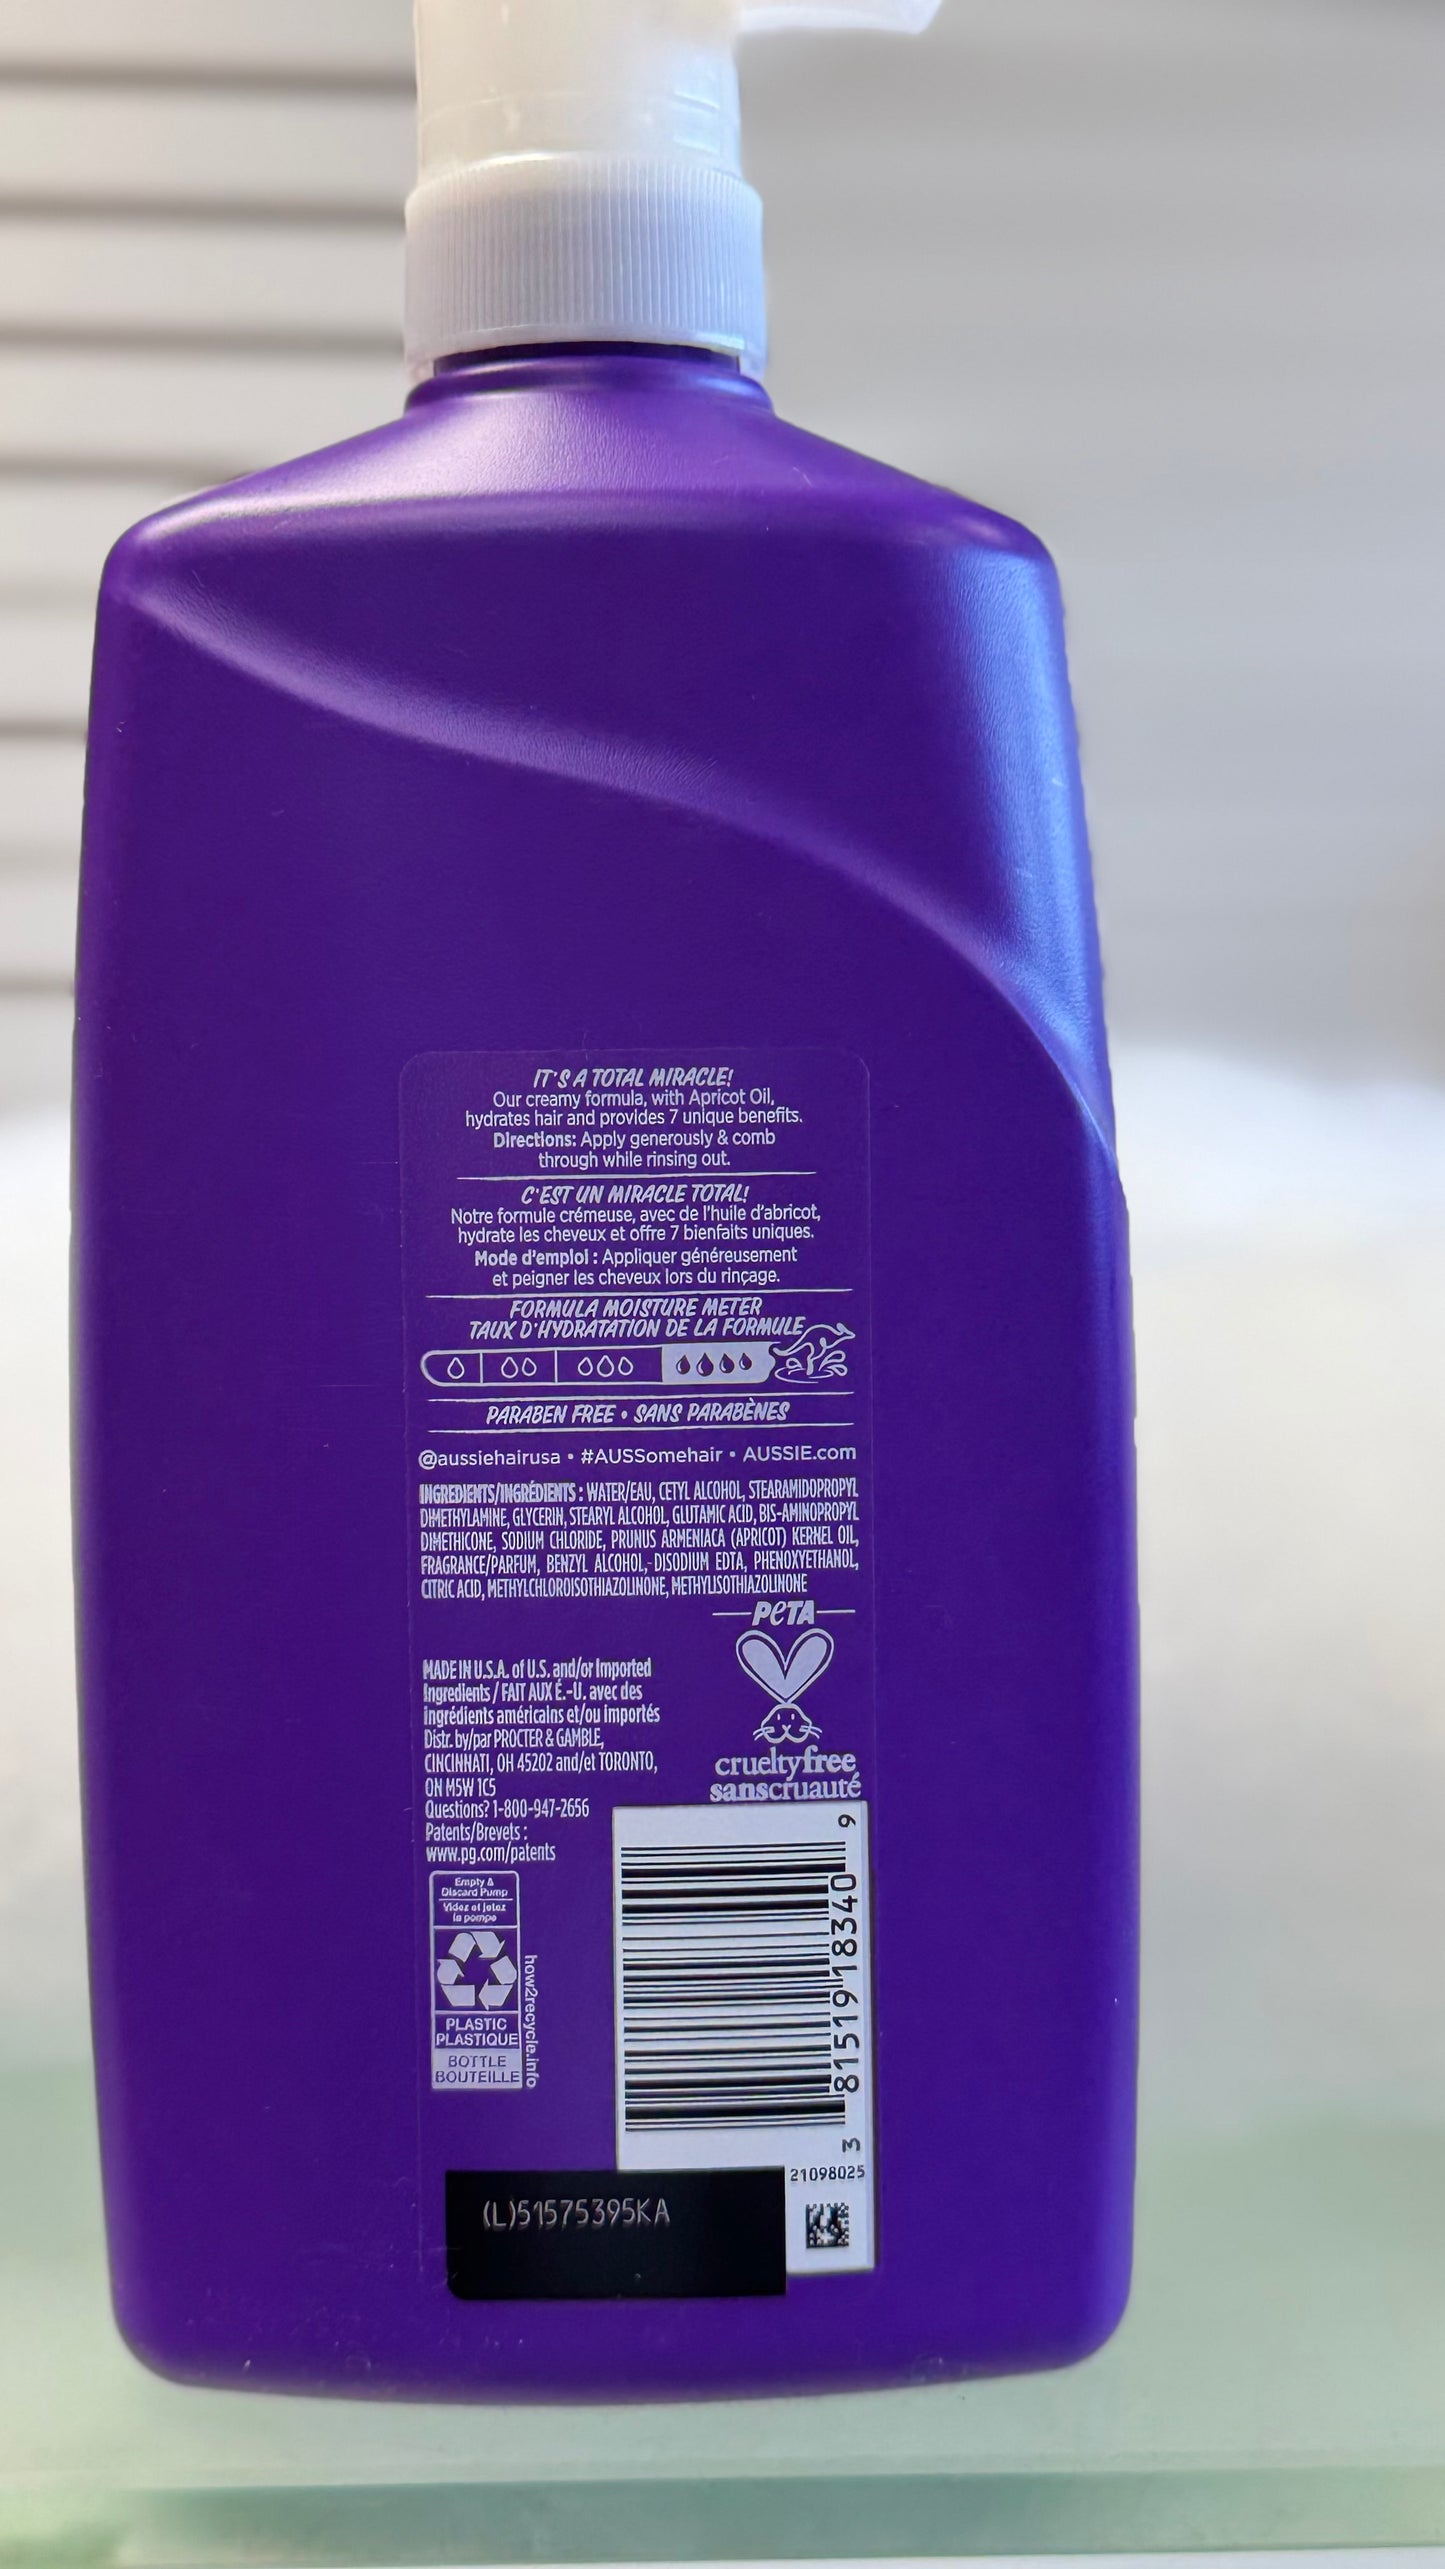 IT'S A TOTAL MIRACLE!
Our creamy formula, with Apricot Oil,
hydrates hair and provides 7 unique benefits.
Directions: Apply generously & comb
through while rinsing out.
C'EST UN MIRACLE TOTAL!
Notre formule crémeuse, avec de l'huile d'abricot,
hydrate les cheveux et offre 7 bienfaits uniques.
Mode d'emploi : Appliquer généreusement
et peigner les cheveux lors du rinçage.
FORMULA MOISTURE METER
TAUX D'HYDRATATION DE LA FORMULE
PARABEN FREE • SANS PARABÈNES
@aussiehairusa • #AUSSomehair • AUSSIE.com
INGREDIENTS/INGRÉDIENTS : WATER/EAU, CETYL ALCOHOL, STEARAMIDOPROPYL
DIMETHYLAMINE, GLYCERIN, STEARYL ALCOHOL, GLUTAMIC ACID, BIS-AMINOPROPYL
DIMETHICONE, SODIUM CHLORIDE, PRUNUS ARMENIACA (APRICOT) KERNEL OIL,
FRAGRANCE/PARFUM, BENZYL ALCOHOL, DISODIUM EDTA, PHENOXYETHANOL,
CITRIC ACID, METHYLCHLOROISOTHIAZOLINONE, METHYLISOTHIAZOLINONE
PETA
crueltyfree
sanscruauté
MADE IN U.S.A. of U.S. and/or Imported
Ingredients / FAIT AUX É.-U. avec des
ingrédients américains et/ou importés
Distr. by/par PROCTER & GAMBLE,
CINCINNATI, OH 45202 and/et TORONTO,
ON M5W 1C5
Questions? 1-800-947-2656
Patents/Brevets :
www.pg.com/patents
Empty &
Discard Pump
Videz et jetez
la pompe
PLASTIC
PLASTIQUE
BOTTLE
BOUTEILLE
how2recycle.info
3 81519 18340 9
21098025
(L)51575395KA